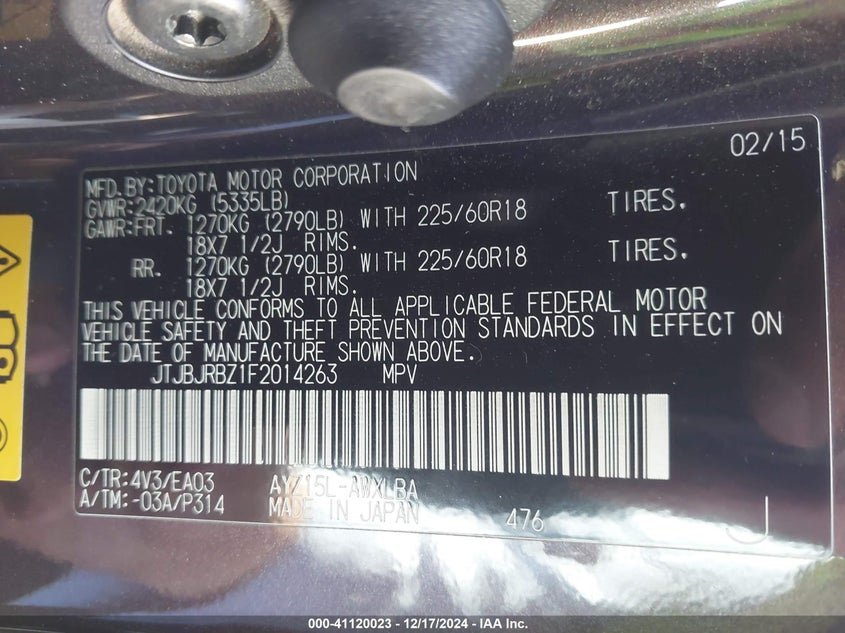 02/15
MFD.BY:TOYOTA MOTOR CORPORATION
GVWR:2420KG (5335LB)
GAWR:FRT. 1270KG (2790LB) WITH 225/60R18 TIRES.
18X7 1/2J RIMS.
RR. 1270KG (2790LB) WITH 225/60R18 TIRES.
18X7 1/2J RIMS.
THIS VEHICLE CONFORMS TO ALL APPLICABLE FEDERAL MOTOR
VEHICLE SAFETY AND THEFT PREVENTION STANDARDS IN EFFECT ON
THE DATE OF MANUFACTURE SHOWN ABOVE.
JTJBJRBZ1F2014263 MPV
C/TR:4V3/EA03 AYZ15L-AWXLBA
A/TM:-03A/P314 MADE IN JAPAN 476
J
000-41120023 - 12/17/2024 - IAA Inc.